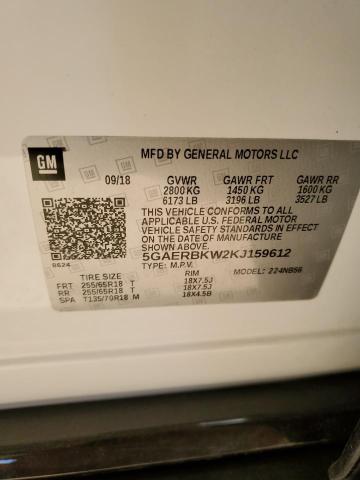 GM
MFD BY GENERAL MOTORS LLC
09/18 GVWR GAWR FRT GAWR RR
2800 KG 1450 KG 1600 KG
6173 LB 3196 LB 3527 LB
THIS VEHICLE CONFORMS TO ALL
APPLICABLE U.S. FEDERAL MOTOR
VEHICLE SAFETY STANDARDS IN EFFECT
ON THE DATE OF MANUFACTURE
SHOWN ABOVE
5GAERBKW2KJ159612
8624 TYPE: M.P.V. MODEL: 224NB56
TIRE SIZE RIM
FRT 255/65R18 T 18X7.5J
RR 255/65R18 T 18X7.5J
SPA T135/70R18 M 18X4.5B